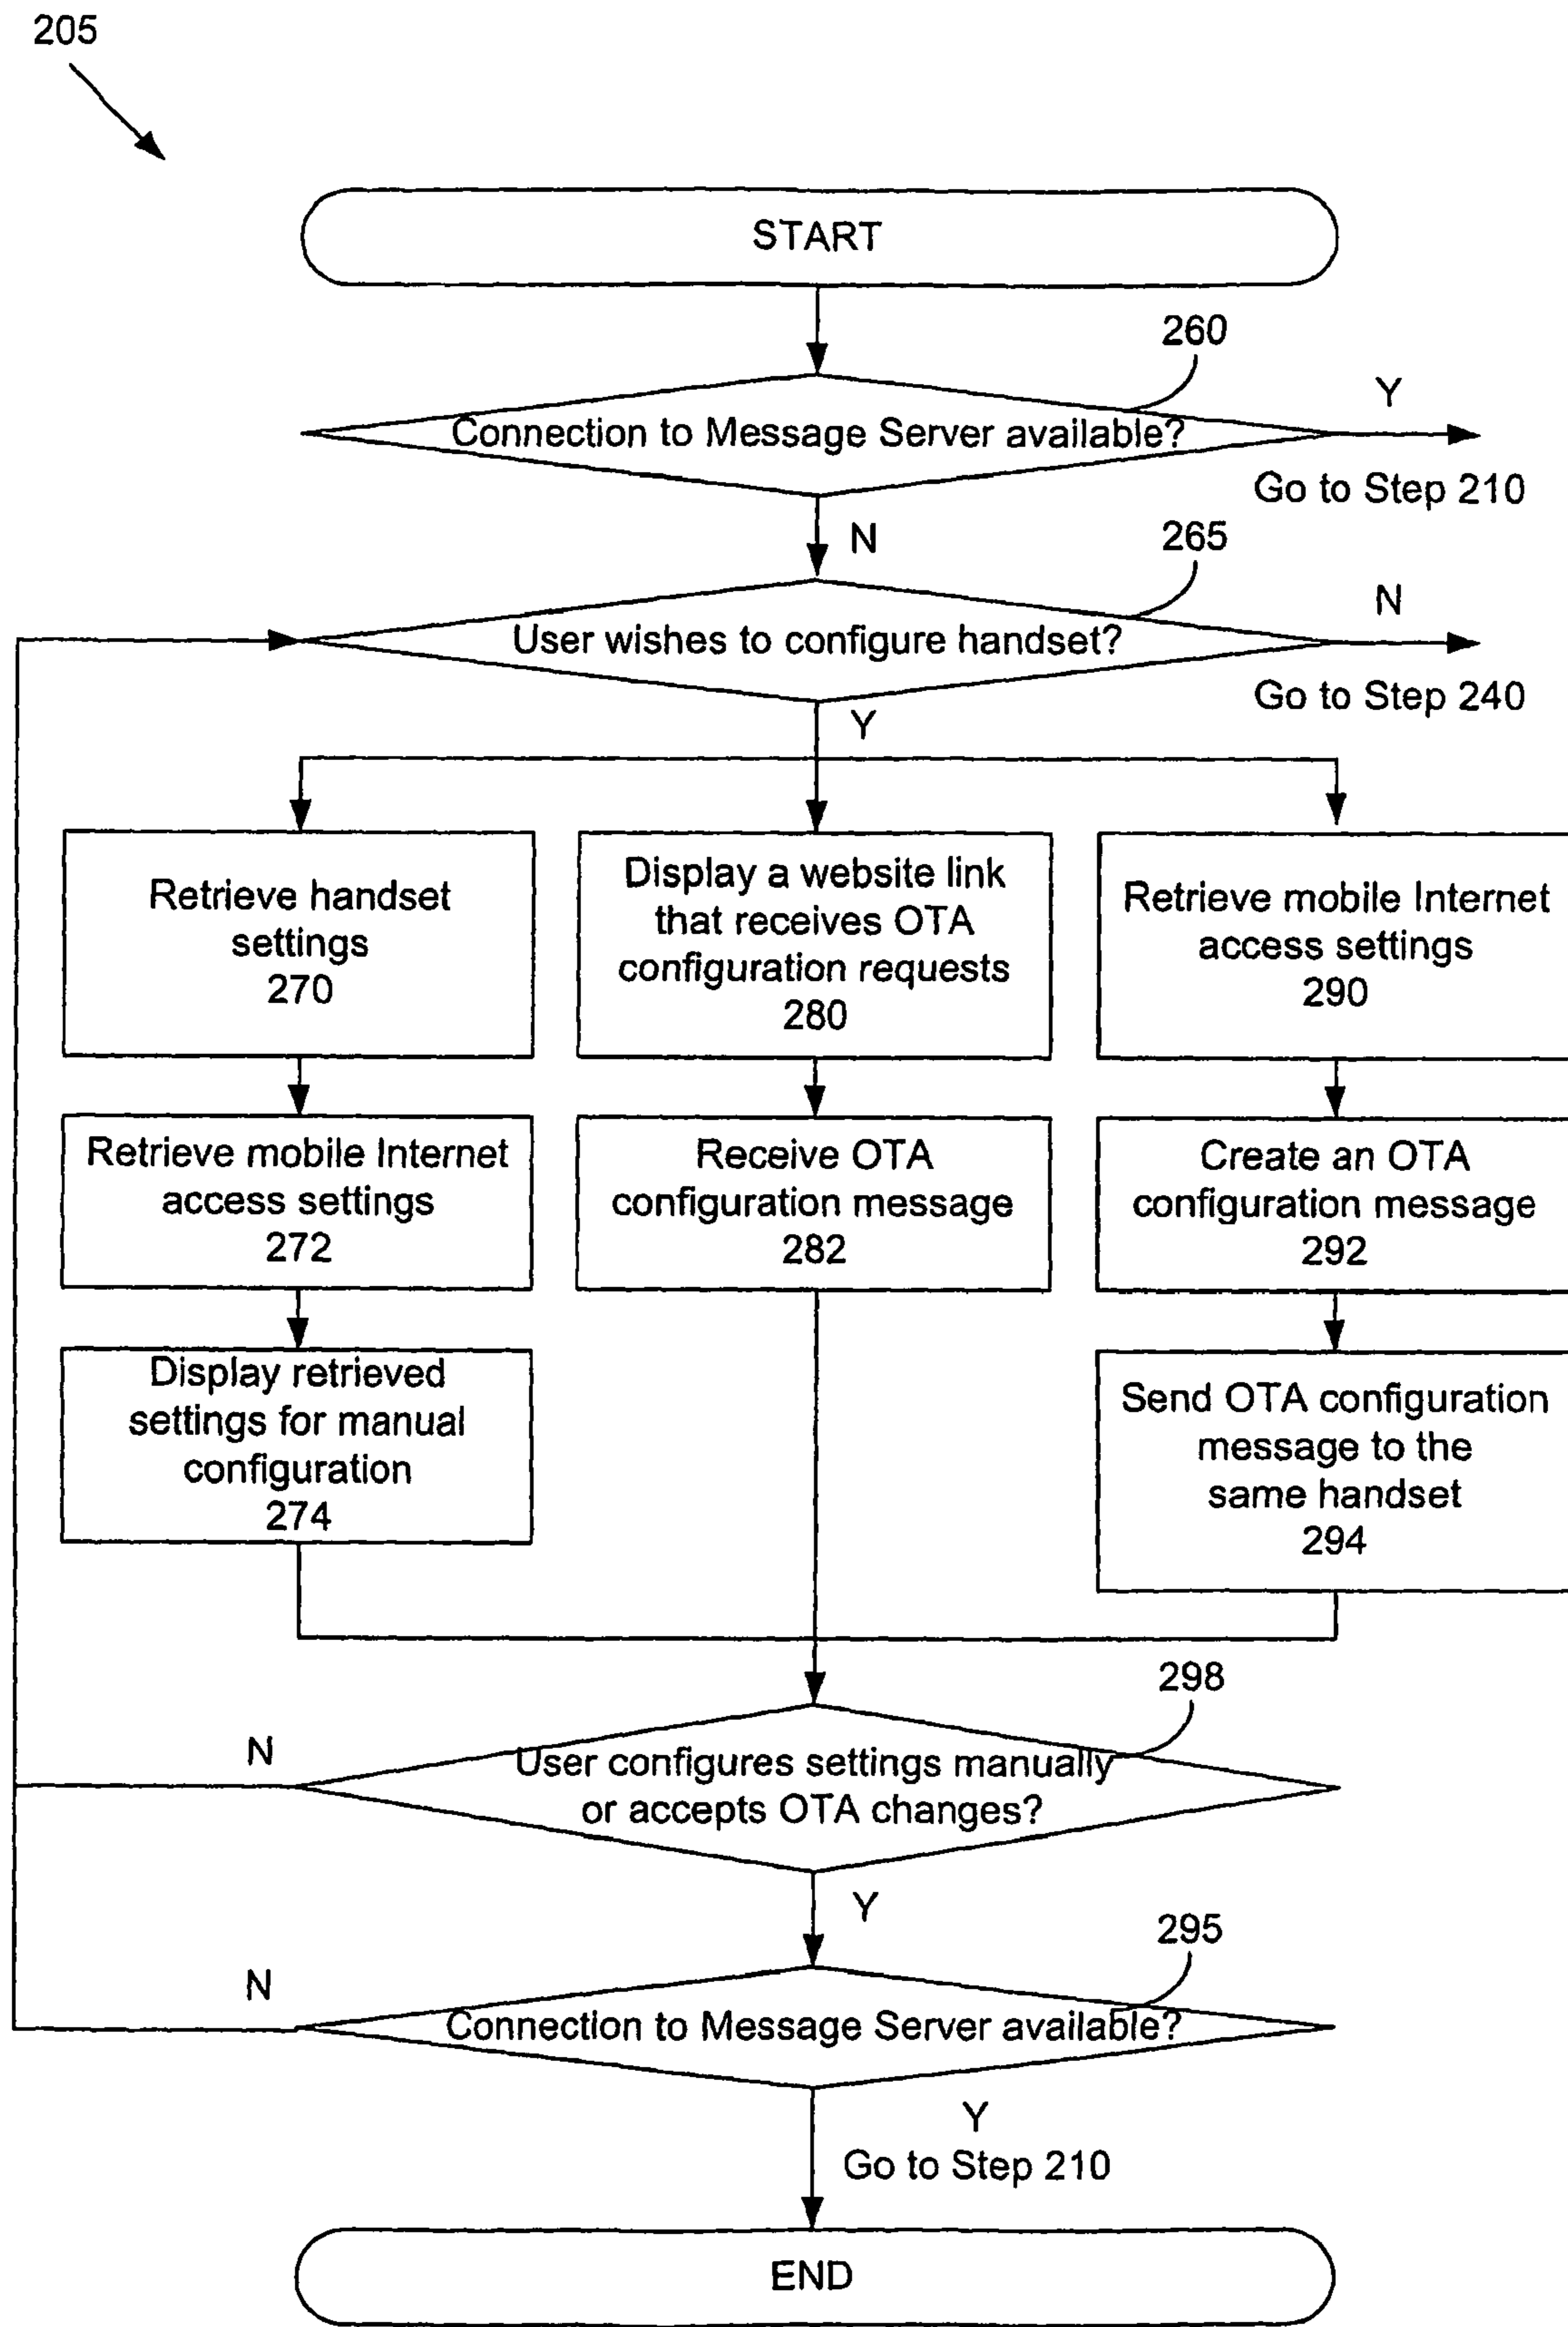 205
START
260
Connection to Message Server available?
Y
Go to Step 210
N
265
User wishes to configure handset?
N
Go to Step 240
Y
Retrieve handset
settings
270
Display a website link
that receives OTA
configuration requests
280
Retrieve mobile Internet
access settings
290
Retrieve mobile Internet
access settings
272
Receive OTA
configuration message
282
Create an OTA
configuration message
292
Display retrieved
settings for manual
configuration
274
Send OTA configuration
message to the
same handset
294
298
N
User configures settings manually
or accepts OTA changes?
Y
295
N
Connection to Message Server available?
Y
Go to Step 210
END